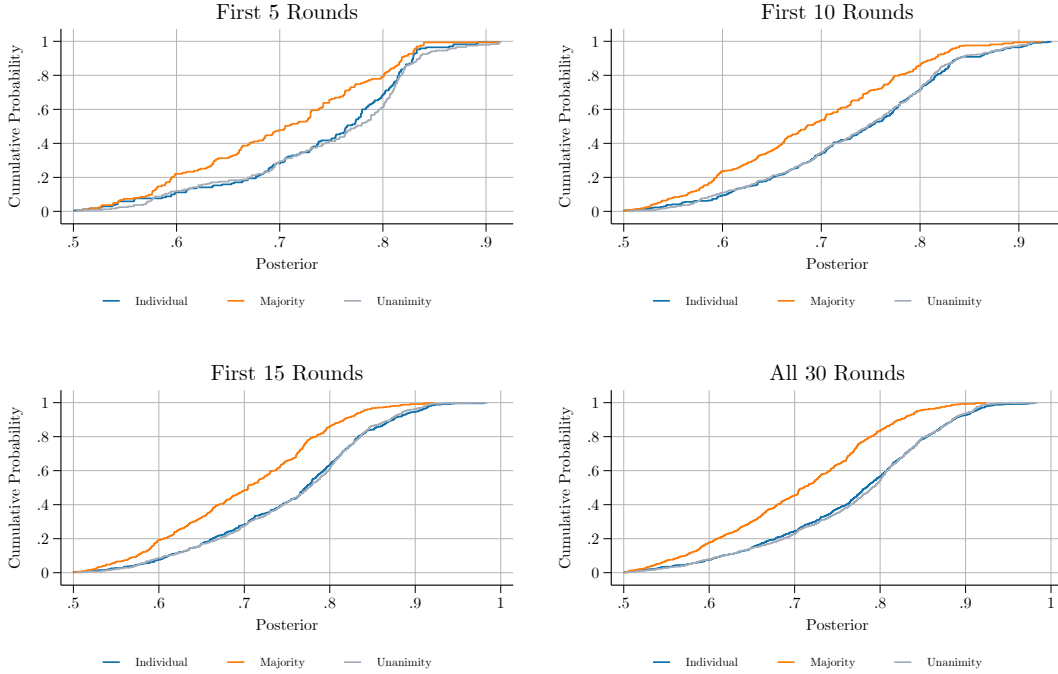 First 5 Rounds
Cumulative Probability
1
.8
.6
.4
.2
0
.5 .6 .7 .8 .9
Posterior
Individual Majority Unanimity
First 10 Rounds
Cumulative Probability
1
.8
.6
.4
.2
0
.5 .6 .7 .8 .9
Posterior
Individual Majority Unanimity
First 15 Rounds
Cumulative Probability
1
.8
.6
.4
.2
0
.5 .6 .7 .8 .9 1
Posterior
Individual Majority Unanimity
All 30 Rounds
Cumulative Probability
1
.8
.6
.4
.2
0
.5 .6 .7 .8 .9 1
Posterior
Individual Majority Unanimity